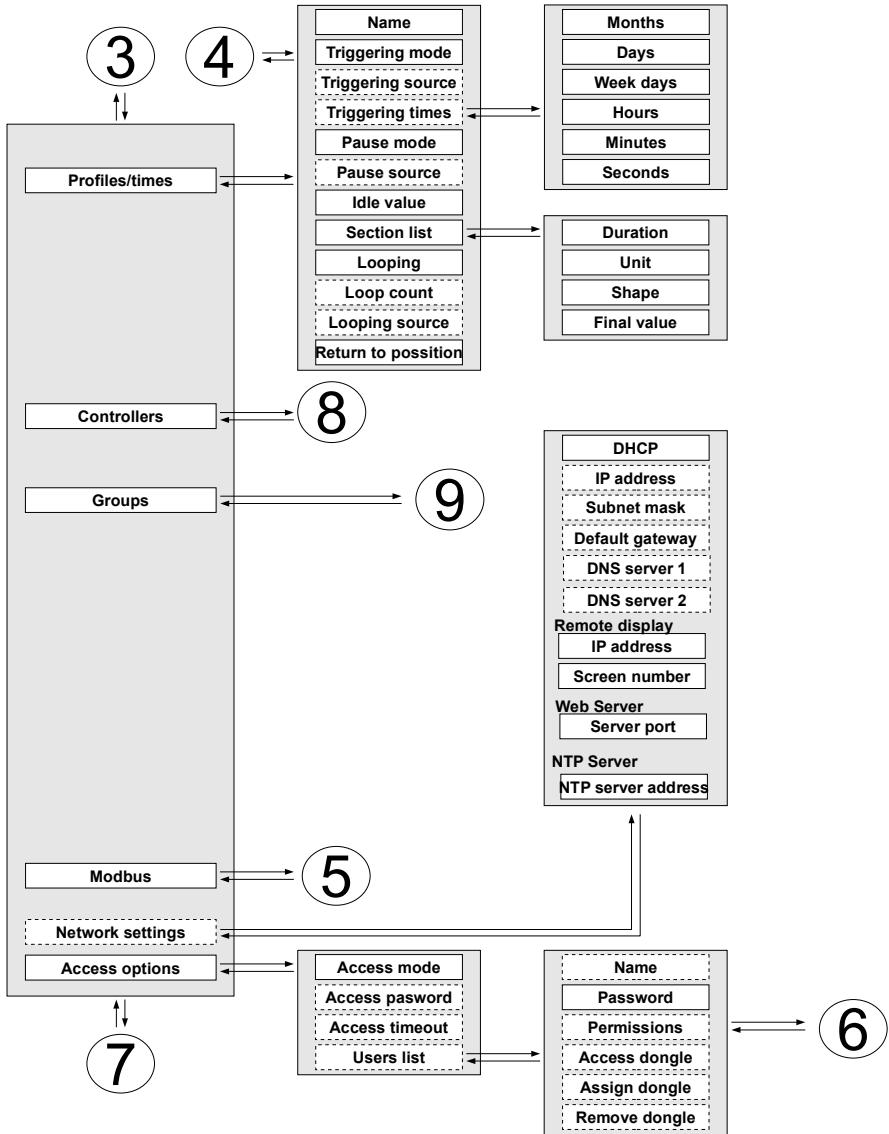 3
4
Name
Triggering mode
Triggering source
Triggering times
Pause mode
Pause source
Idle value
Section list
Looping
Loop count
Looping source
Return to possition
Months
Days
Week days
Hours
Minutes
Seconds
Duration
Unit
Shape
Final value
Profiles/times
Controllers
8
Groups
9
DHCP
IP address
Subnet mask
Default gateway
DNS server 1
DNS server 2
Remote display
IP address
Screen number
Web Server
Server port
NTP Server
NTP server address
Modbus
5
Network settings
Access options
7
Access mode
Access pasword
Access timeout
Users list
Name
Password
Permissions
Access dongle
Assign dongle
Remove dongle
6